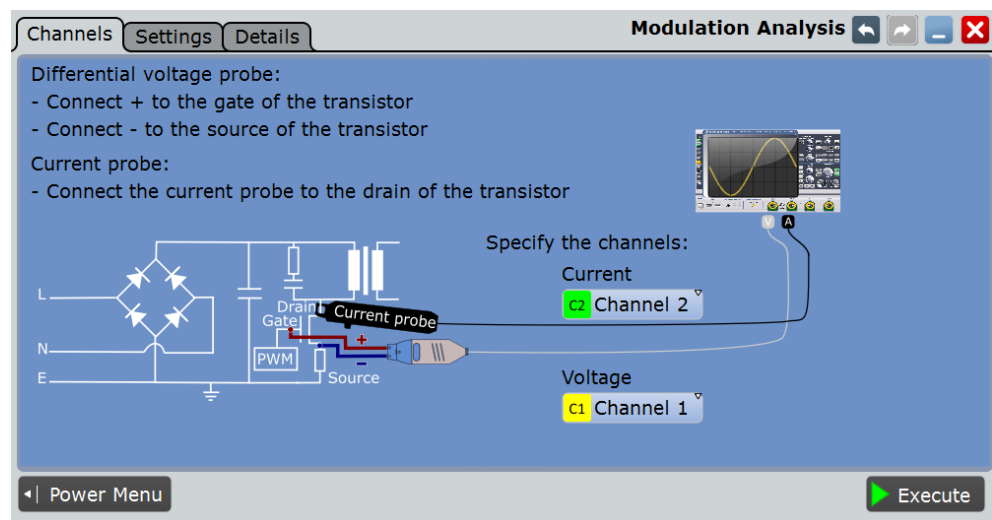 Channels Settings Details Modulation Analysis
Differential voltage probe:
- Connect + to the gate of the transistor
- Connect - to the source of the transistor
Current probe:
- Connect the current probe to the drain of the transistor
V A
Specify the channels:
Current
C2 Channel 2
L
Drain
Current probe
Gate
+
N
PWM
-
E
Source
Voltage
C1 Channel 1
Power Menu
Execute